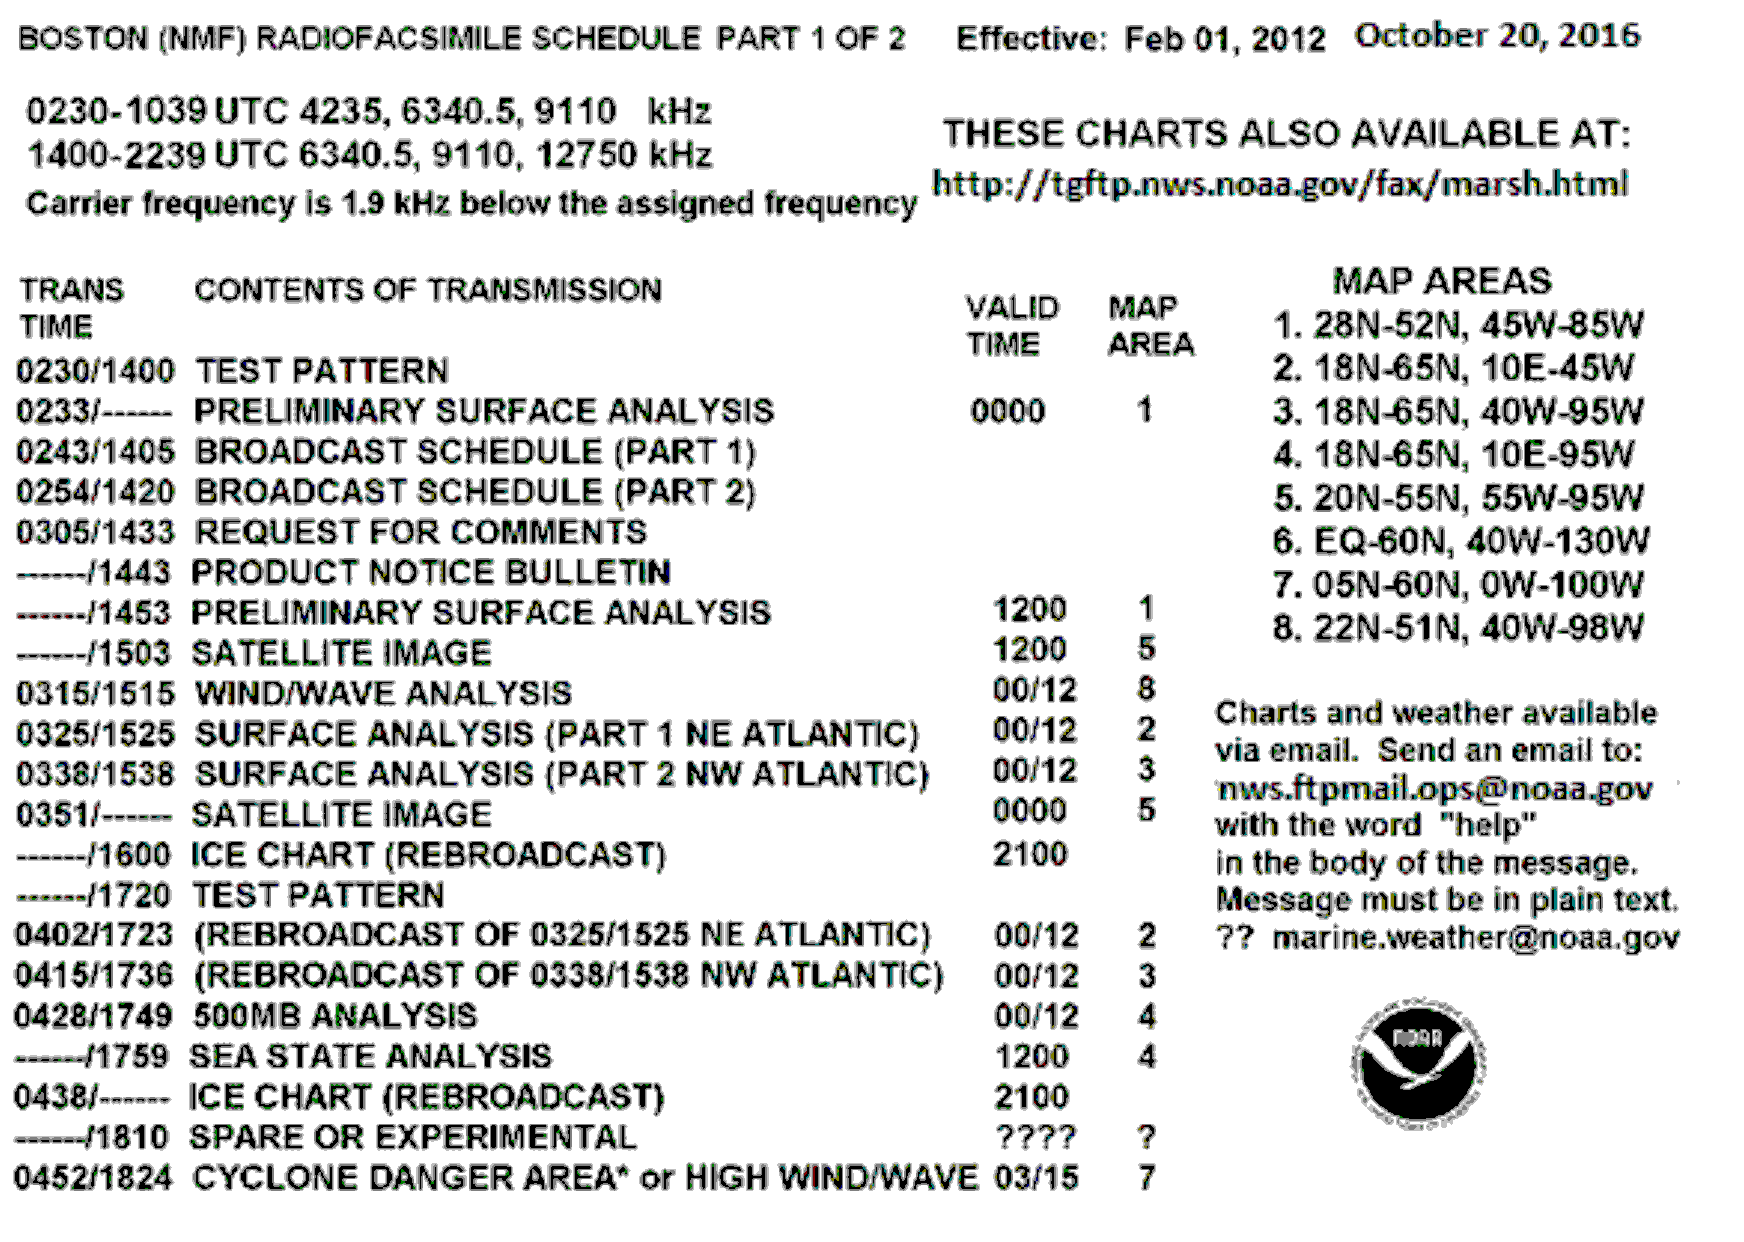 BOSTON (NMF) RADIOFACSIMILE SCHEDULE PART 1 OF 2 Effective: Feb 01, 2012 October 20, 2016
0230-1039 UTC 4235, 6340.5, 9110 kHz
1400-2239 UTC 6340.5, 9110, 12750 kHz
Carrier frequency is 1.9 kHz below the assigned frequency
THESE CHARTS ALSO AVAILABLE AT:
http://tgftp.nws.noaa.gov/fax/marsh.html
TRANS TIME CONTENTS OF TRANSMISSION VALID TIME MAP AREA
0230/1400 TEST PATTERN
0233/------ PRELIMINARY SURFACE ANALYSIS 0000 1
0243/1405 BROADCAST SCHEDULE (PART 1)
0254/1420 BROADCAST SCHEDULE (PART 2)
0305/1433 REQUEST FOR COMMENTS
------/1443 PRODUCT NOTICE BULLETIN
------/1453 PRELIMINARY SURFACE ANALYSIS 1200 1
------/1503 SATELLITE IMAGE 1200 5
0315/1515 WIND/WAVE ANALYSIS 00/12 8
0325/1525 SURFACE ANALYSIS (PART 1 NE ATLANTIC) 00/12 2
0338/1538 SURFACE ANALYSIS (PART 2 NW ATLANTIC) 00/12 3
0351/------ SATELLITE IMAGE 0000 5
------/1600 ICE CHART (REBROADCAST) 2100
------/1720 TEST PATTERN
0402/1723 (REBROADCAST OF 0325/1525 NE ATLANTIC) 00/12 2
0415/1736 (REBROADCAST OF 0338/1538 NW ATLANTIC) 00/12 3
0428/1749 500MB ANALYSIS 00/12 4
------/1759 SEA STATE ANALYSIS 1200 4
0438/------ ICE CHART (REBROADCAST) 2100
------/1810 SPARE OR EXPERIMENTAL ???? ?
0452/1824 CYCLONE DANGER AREA* or HIGH WIND/WAVE 03/15 7
MAP AREAS
1. 28N-52N, 45W-85W
2. 18N-65N, 10E-45W
3. 18N-65N, 40W-95W
4. 18N-65N, 10E-95W
5. 20N-55N, 55W-95W
6. EQ-60N, 40W-130W
7. 05N-60N, 0W-100W
8. 22N-51N, 40W-98W
Charts and weather available
via email. Send an email to:
nws.ftpmail.ops@noaa.gov
with the word "help"
in the body of the message.
Message must be in plain text.
?? marine.weather@noaa.gov
NOAA